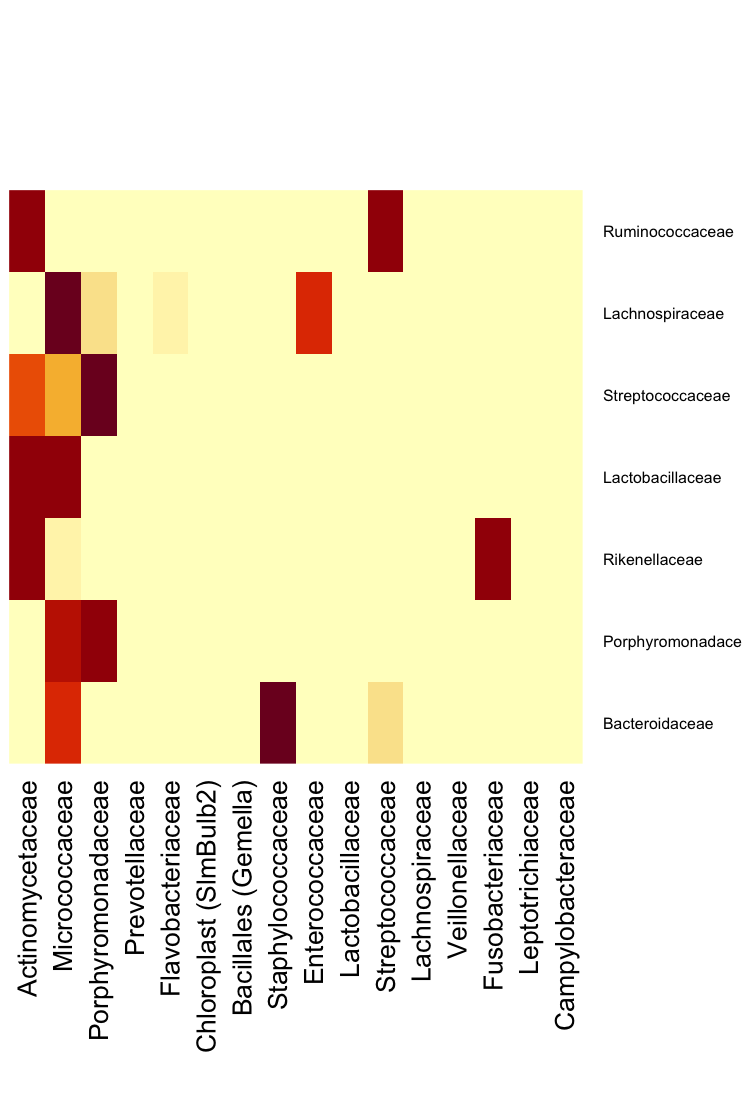 Ruminococcaceae
Lachnospiraceae
Streptococcaceae
Lactobacillaceae
Rikenellaceae
Porphyromonadace
Bacteroidaceae
Actinomycetaceae
Micrococcaceae
Porphyromonadaceae
Prevotellaceae
Flavobacteriaceae
Chloroplast (SlmBulb2)
Bacillales (Gemella)
Staphylococcaceae
Enterococcaceae
Lactobacillaceae
Streptococcaceae
Lachnospiraceae
Veillonellaceae
Fusobacteriaceae
Leptotrichiaceae
Campylobacteraceae